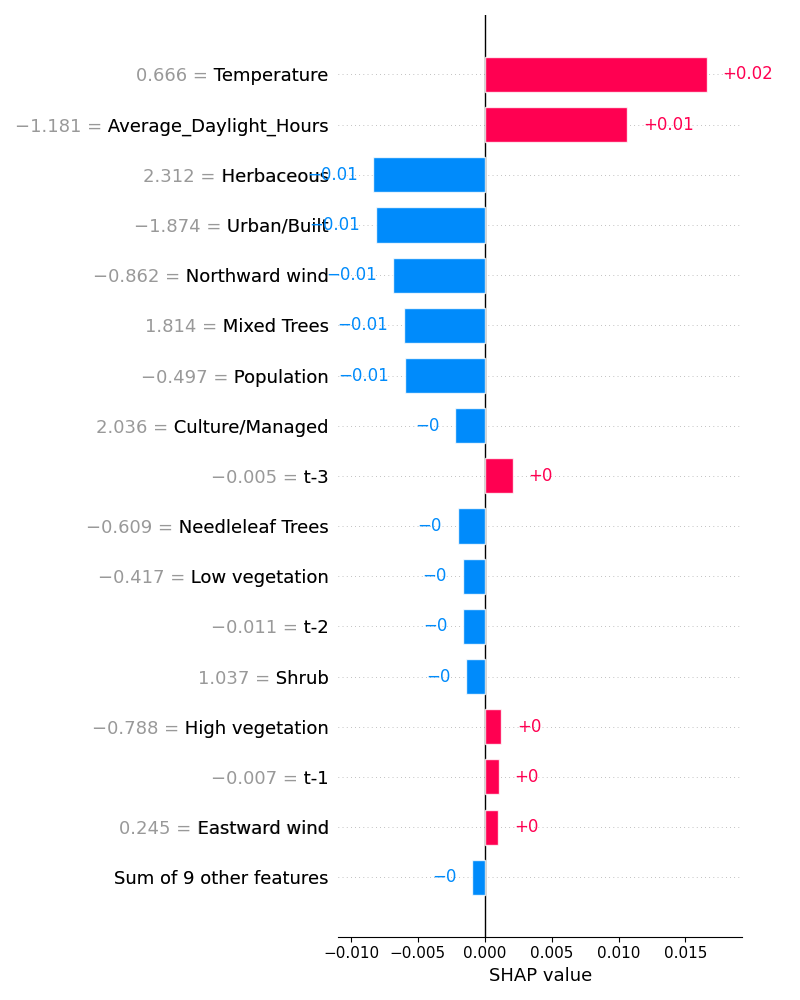 0.666 = Temperature +0.02
−1.181 = Average_Daylight_Hours +0.01
2.312 = Herbaceous −0.01
−1.874 = Urban/Built −0.01
−0.862 = Northward wind −0.01
1.814 = Mixed Trees −0.01
−0.497 = Population −0.01
2.036 = Culture/Managed −0
−0.005 = t-3 +0
−0.609 = Needleleaf Trees −0
−0.417 = Low vegetation −0
−0.011 = t-2 −0
1.037 = Shrub −0
−0.788 = High vegetation +0
−0.007 = t-1 +0
0.245 = Eastward wind +0
Sum of 9 other features −0
−0.010 −0.005 0.000 0.005 0.010 0.015
SHAP value